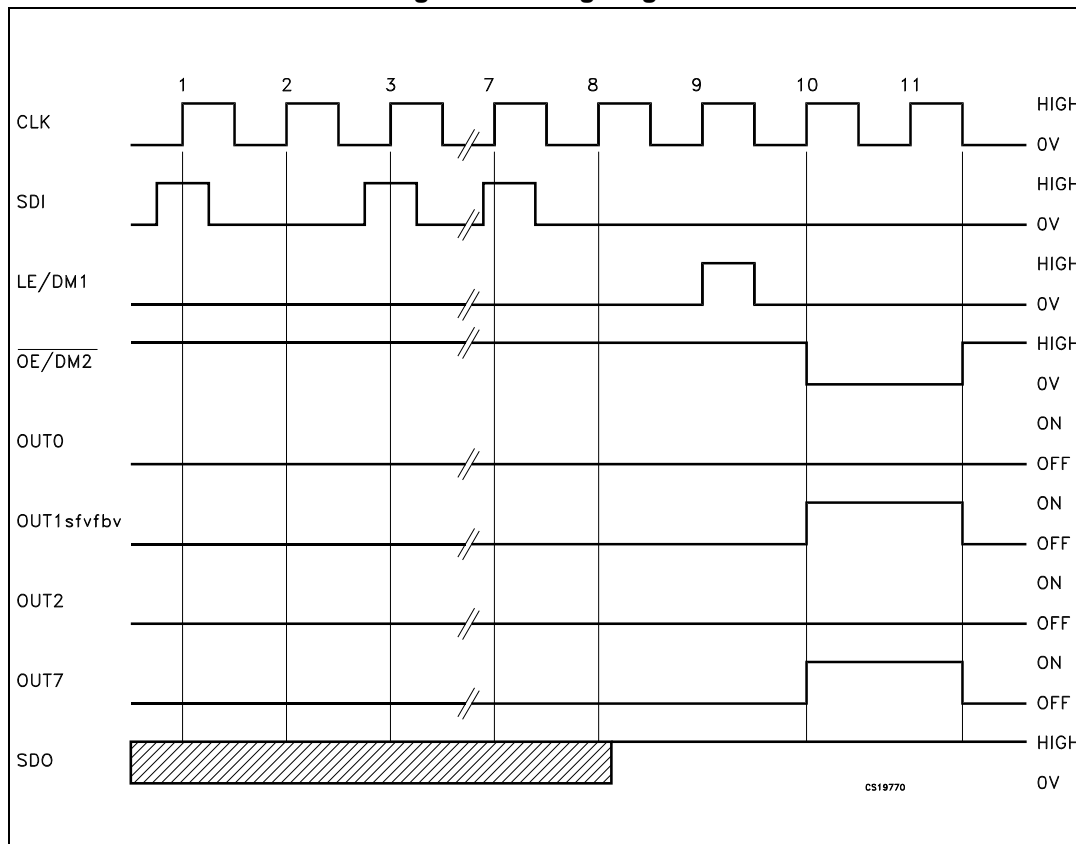 1 2 3 7 8 9 10 11
CLK
HIGH
0V
SDI
HIGH
0V
LE/DM1
HIGH
0V
OE/DM2
HIGH
0V
OUT0
ON
OFF
OUT1sfvfbv
ON
OFF
OUT2
ON
OFF
OUT7
ON
OFF
SDO
HIGH
0V
CS19770